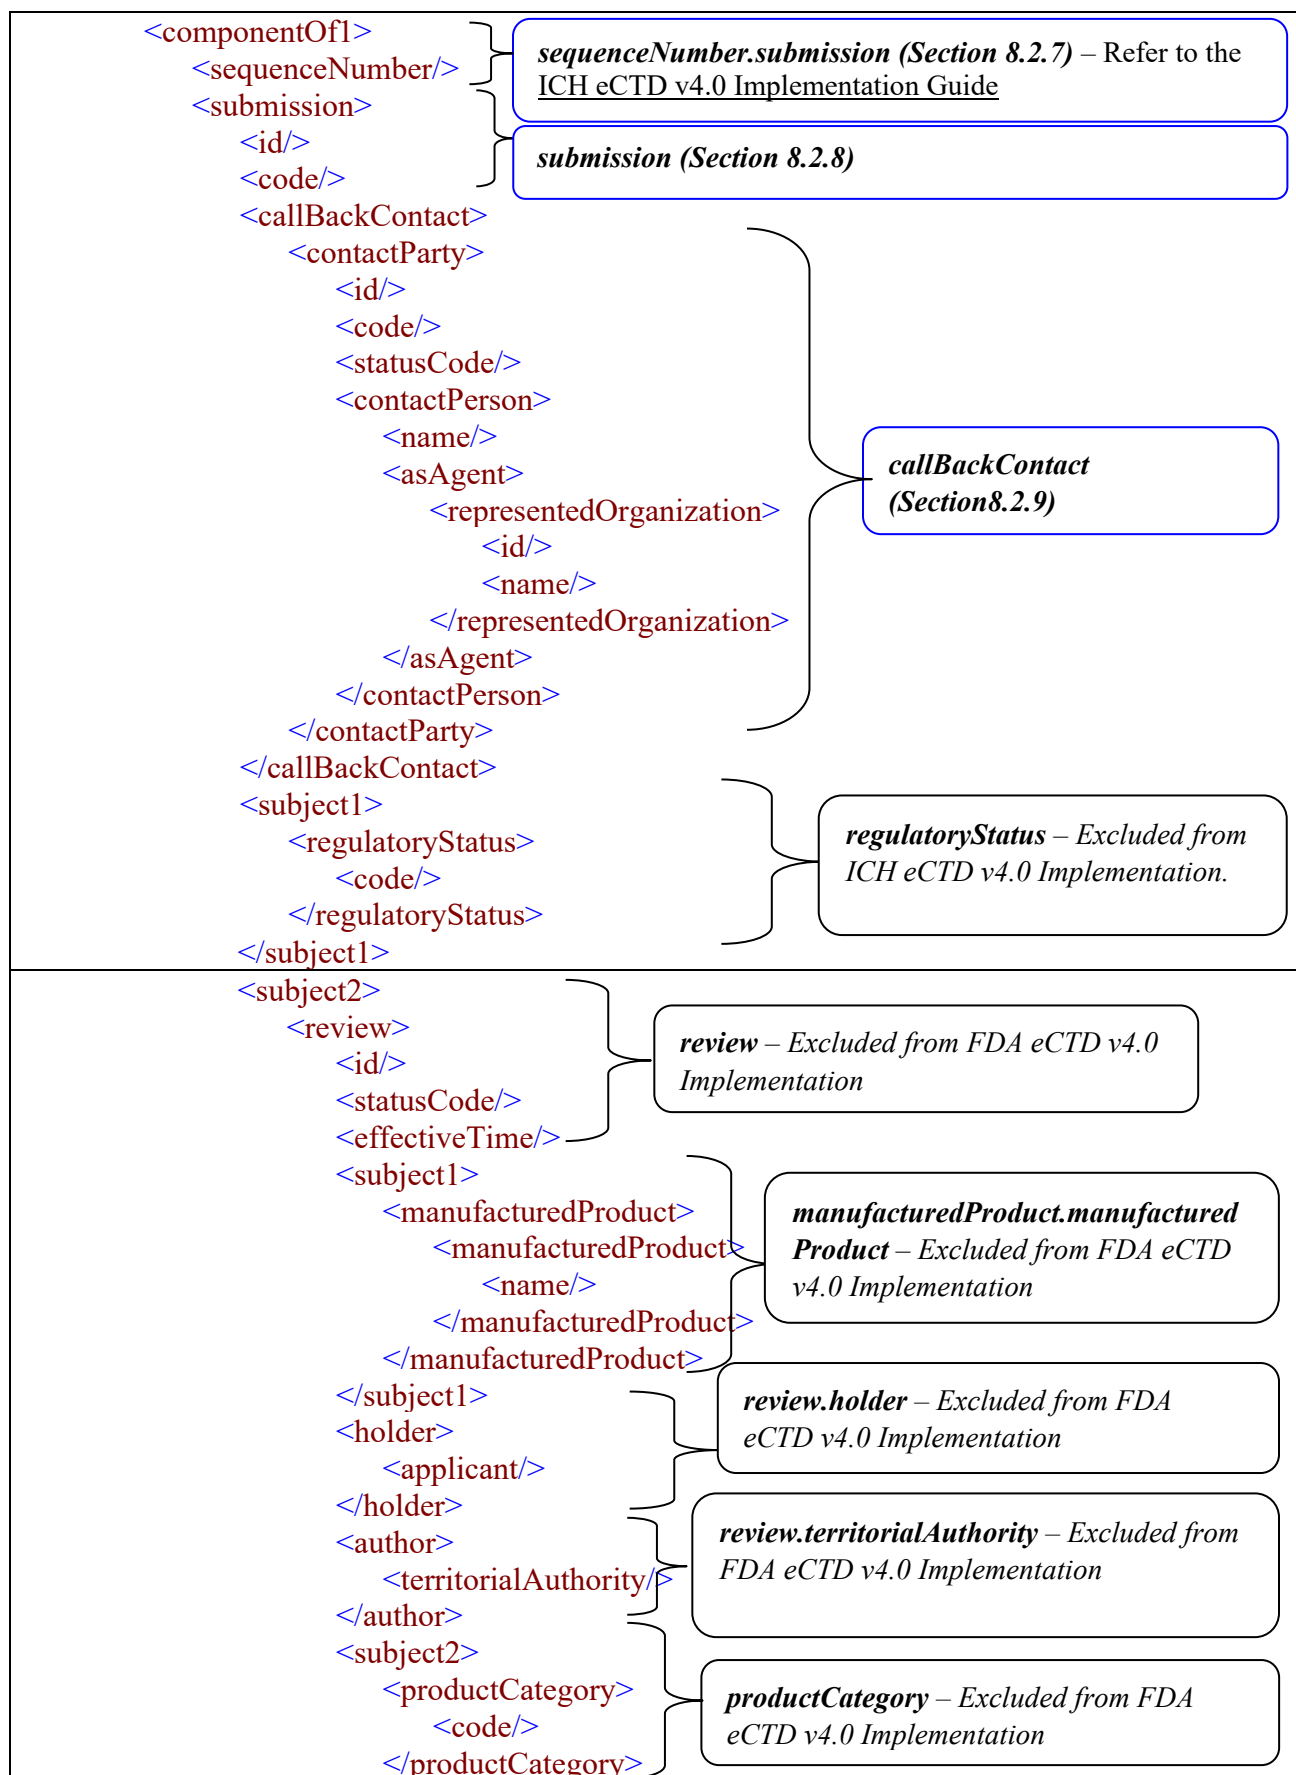 <componentOf1>
<sequenceNumber/>
sequenceNumber.submission (Section 8.2.7) – Refer to the
ICH eCTD v4.0 Implementation Guide
<submission>
<id/>
<code/>
submission (Section 8.2.8)
<callBackContact>
<contactParty>
<id/>
<code/>
<statusCode/>
<contactPerson>
<name/>
<asAgent>
<representedOrganization>
<id/>
<name/>
</representedOrganization>
</asAgent>
</contactPerson>
</contactParty>
</callBackContact>
callBackContact
(Section8.2.9)
<subject1>
<regulatoryStatus>
<code/>
</regulatoryStatus>
</subject1>
regulatoryStatus – Excluded from
ICH eCTD v4.0 Implementation.
<subject2>
<review>
<id/>
<statusCode/>
<effectiveTime/>
review – Excluded from FDA eCTD v4.0
Implementation
<subject1>
<manufacturedProduct>
<manufacturedProduct>
<name/>
</manufacturedProduct>
</manufacturedProduct>
</subject1>
manufacturedProduct.manufactured
Product – Excluded from FDA eCTD
v4.0 Implementation
<holder>
<applicant/>
</holder>
review.holder – Excluded from FDA
eCTD v4.0 Implementation
<author>
<territorialAuthority/>
</author>
review.territorialAuthority – Excluded from
FDA eCTD v4.0 Implementation
<subject2>
<productCategory>
<code/>
</productCategory>
productCategory – Excluded from FDA
eCTD v4.0 Implementation